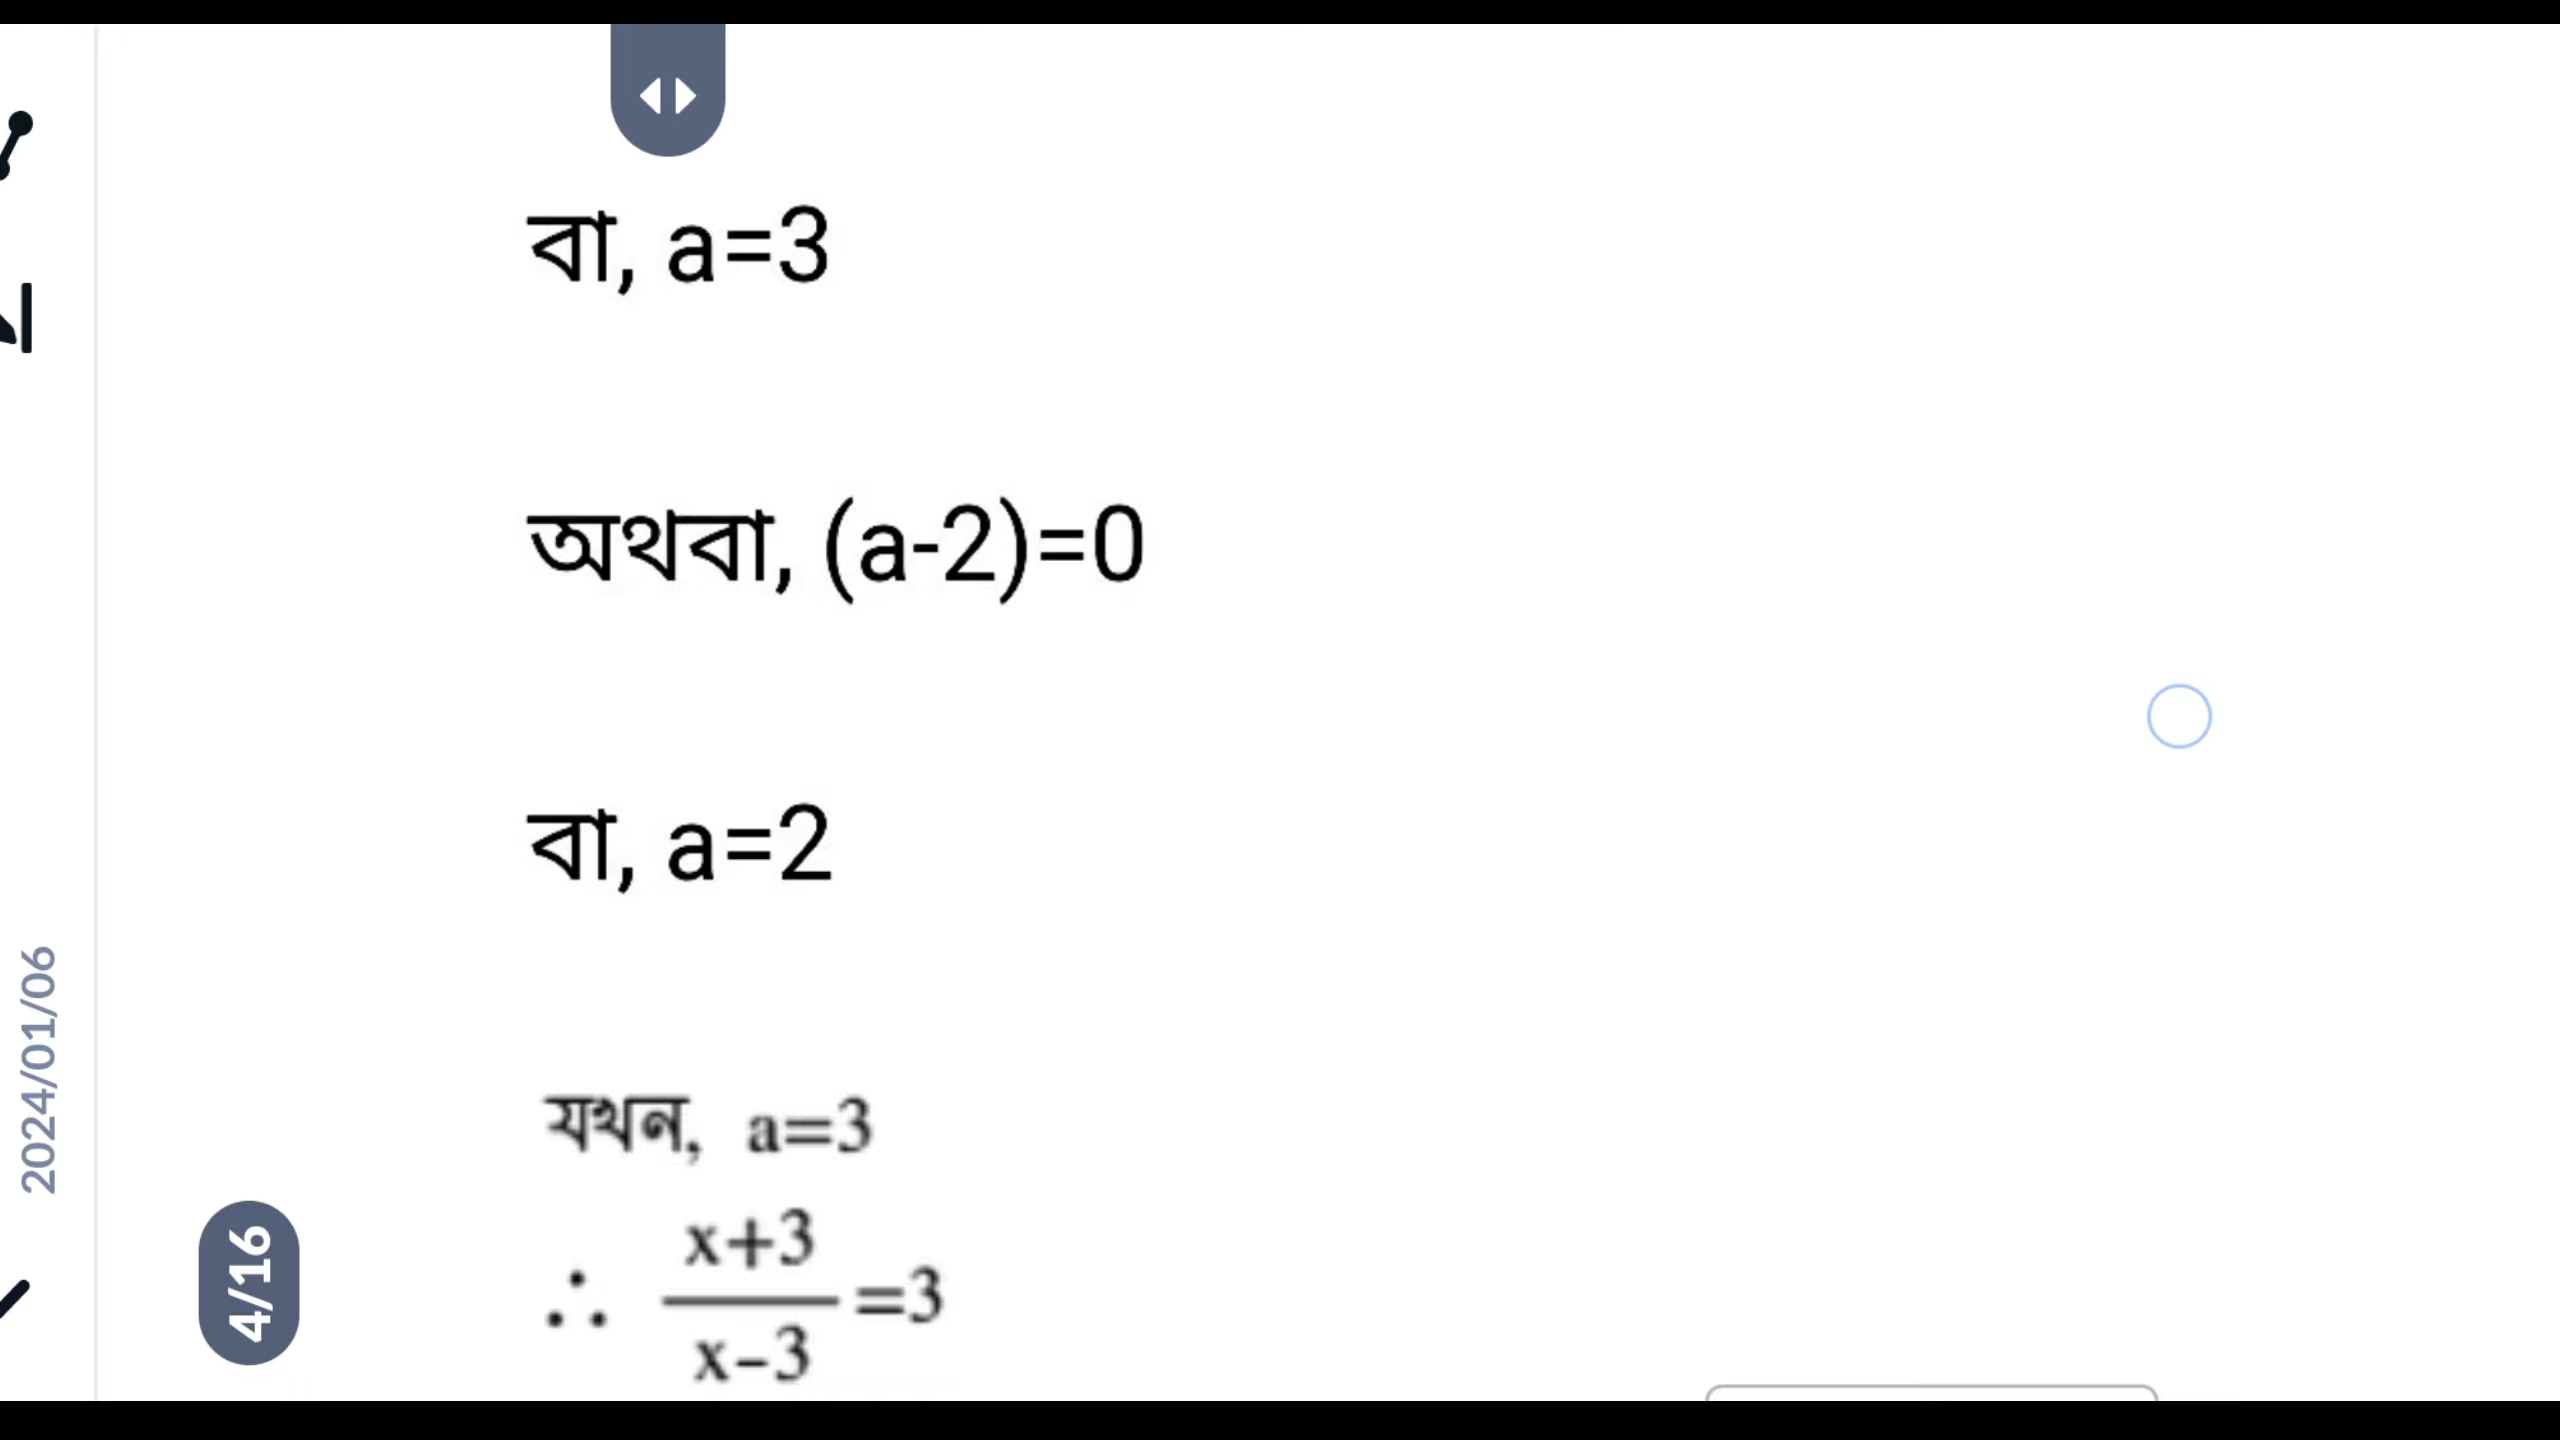 বা, a=3
অথবা, (a-2)=0
বা, a=2
যখন, a=3
∴ x+3/x-3 =3
2024/01/06
4/16